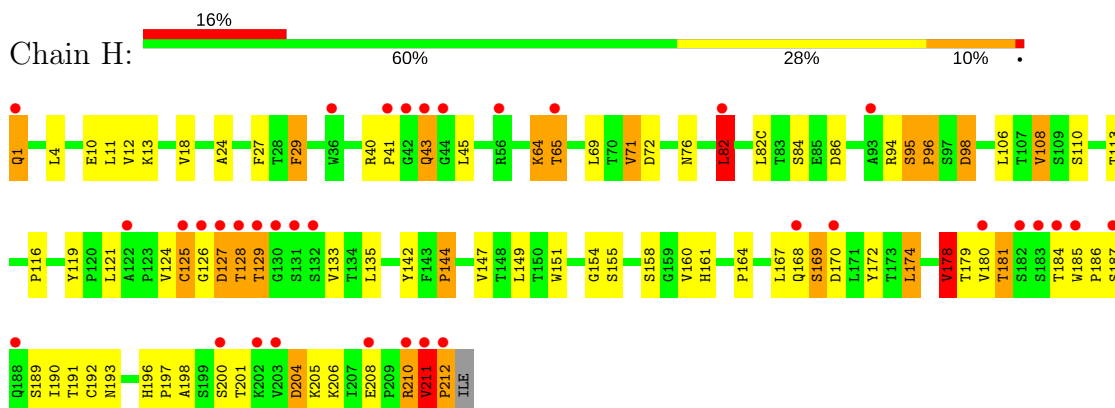 16%
Chain H:
60% 28% 10% •
Q1 L4 E10 L11 V12 K13 V18 A24 F27 T28 F29 W36 R40 P41 G42 Q43 G44 L45 R56 K64 T65 L69 T70 V71 D72 N76 L82 L82C T83 S84 E85 D86 A93 R94 S95 P96 S97 D98 L106 T107 V108 S109 S110 T113
P116 Y119 P120 L121 A122 P123 V124 C125 G126 D127 T128 T129 G130 S131 S132 V133 T134 L135 Y142 F143 P144 V147 T148 L149 T150 W151 G154 S155 S158 G159 V160 H161 P164 L167 Q168 S169 D170 L171 Y172 T173 L174 V178 T179 V180 T181 S182 S183 T184 W185 P186 S187
Q188 S189 I190 T191 C192 N193 H196 P197 A198 S199 S200 T201 K202 V203 D204 K205 K206 I207 E208 P209 R210 V211 P212 ILE